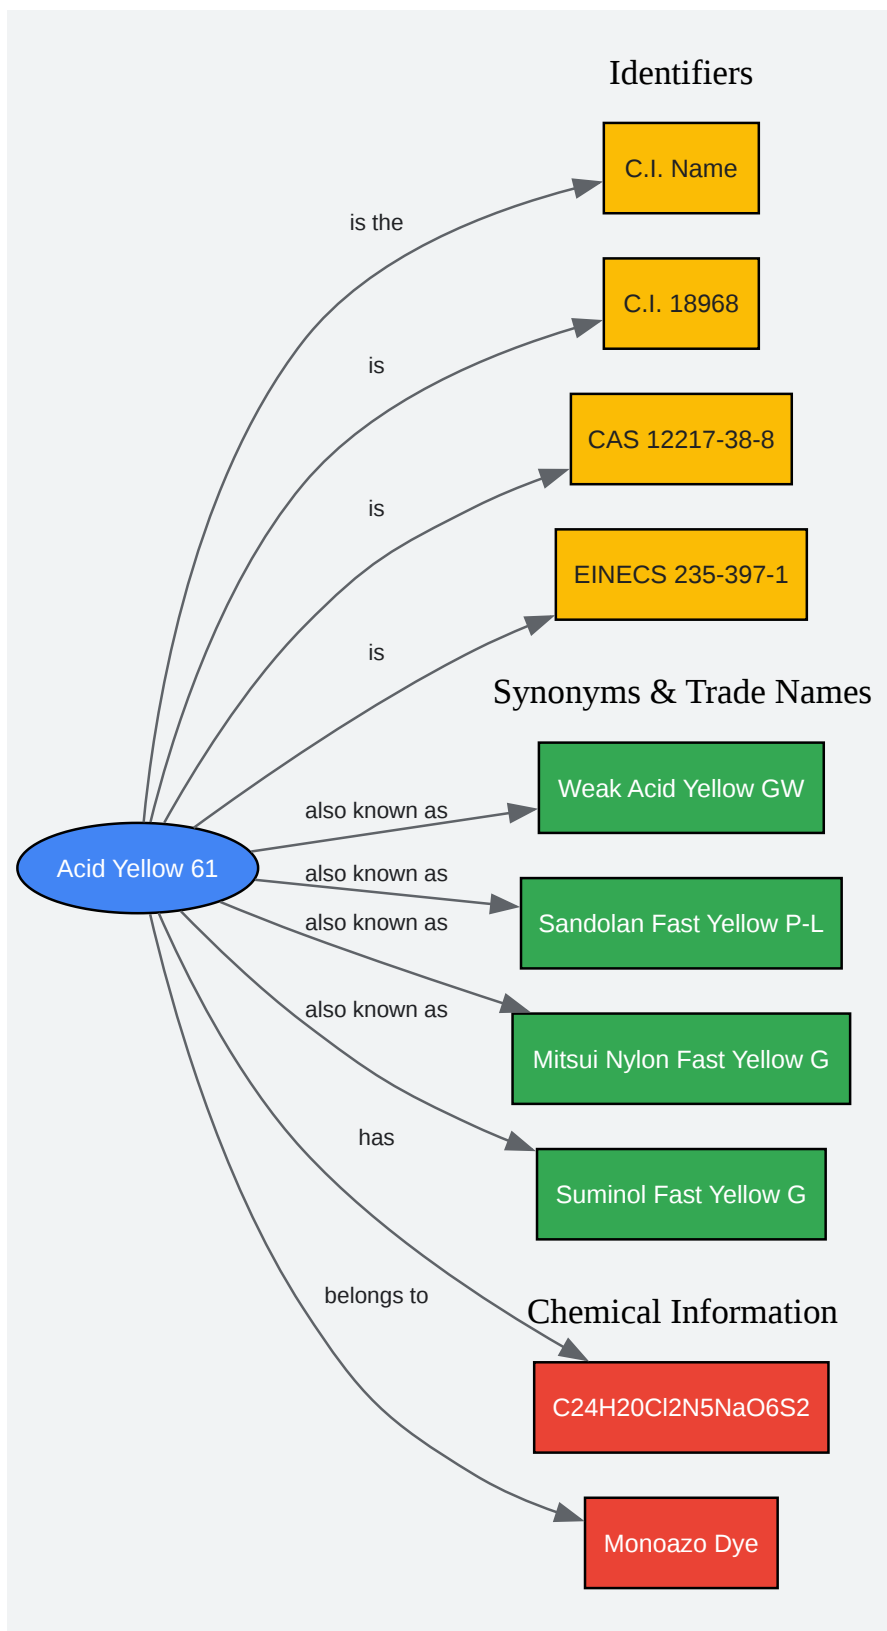 Identifiers
C.I. Name
is the
C.I. 18968
is
CAS 12217-38-8
is
EINECS 235-397-1
is
Synonyms & Trade Names
Weak Acid Yellow GW
also known as
Acid Yellow 61
also known as
Sandolan Fast Yellow P-L
also known as
Mitsui Nylon Fast Yellow G
also known as
Suminol Fast Yellow G
has
belongs to
Chemical Information
C24H20Cl2N5NaO6S2
Monoazo Dye